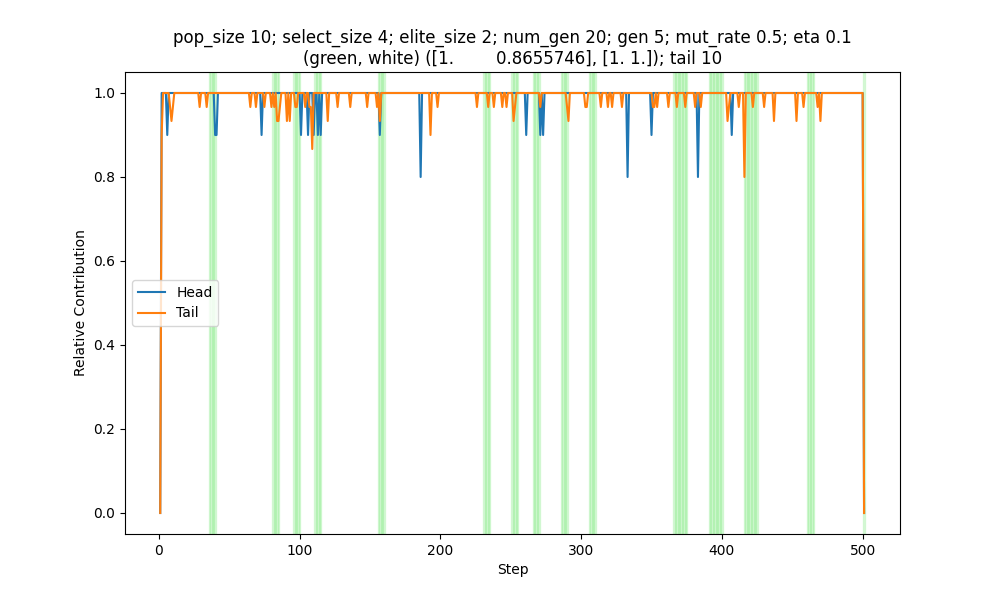 pop_size 10; select_size 4; elite_size 2; num_gen 20; gen 5; mut_rate 0.5; eta 0.1
(green, white) ([1.        0.8655746], [1. 1.]); tail 10
1.0
0.8
0.6
0.4
0.2
0.0
Relative Contribution
Head
Tail
0
100
200
300
400
500
Step